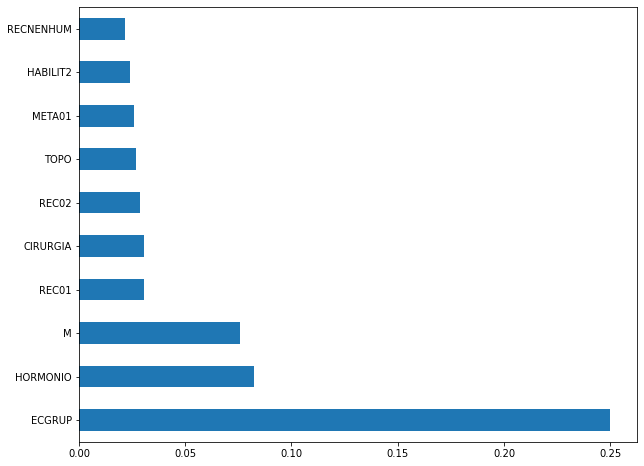 RECNENHUM
HABILIT2
META01
TOPO
REC02
CIRURGIA
REC01
M
HORMONIO
ECGRUP
0.00 0.05 0.10 0.15 0.20 0.25